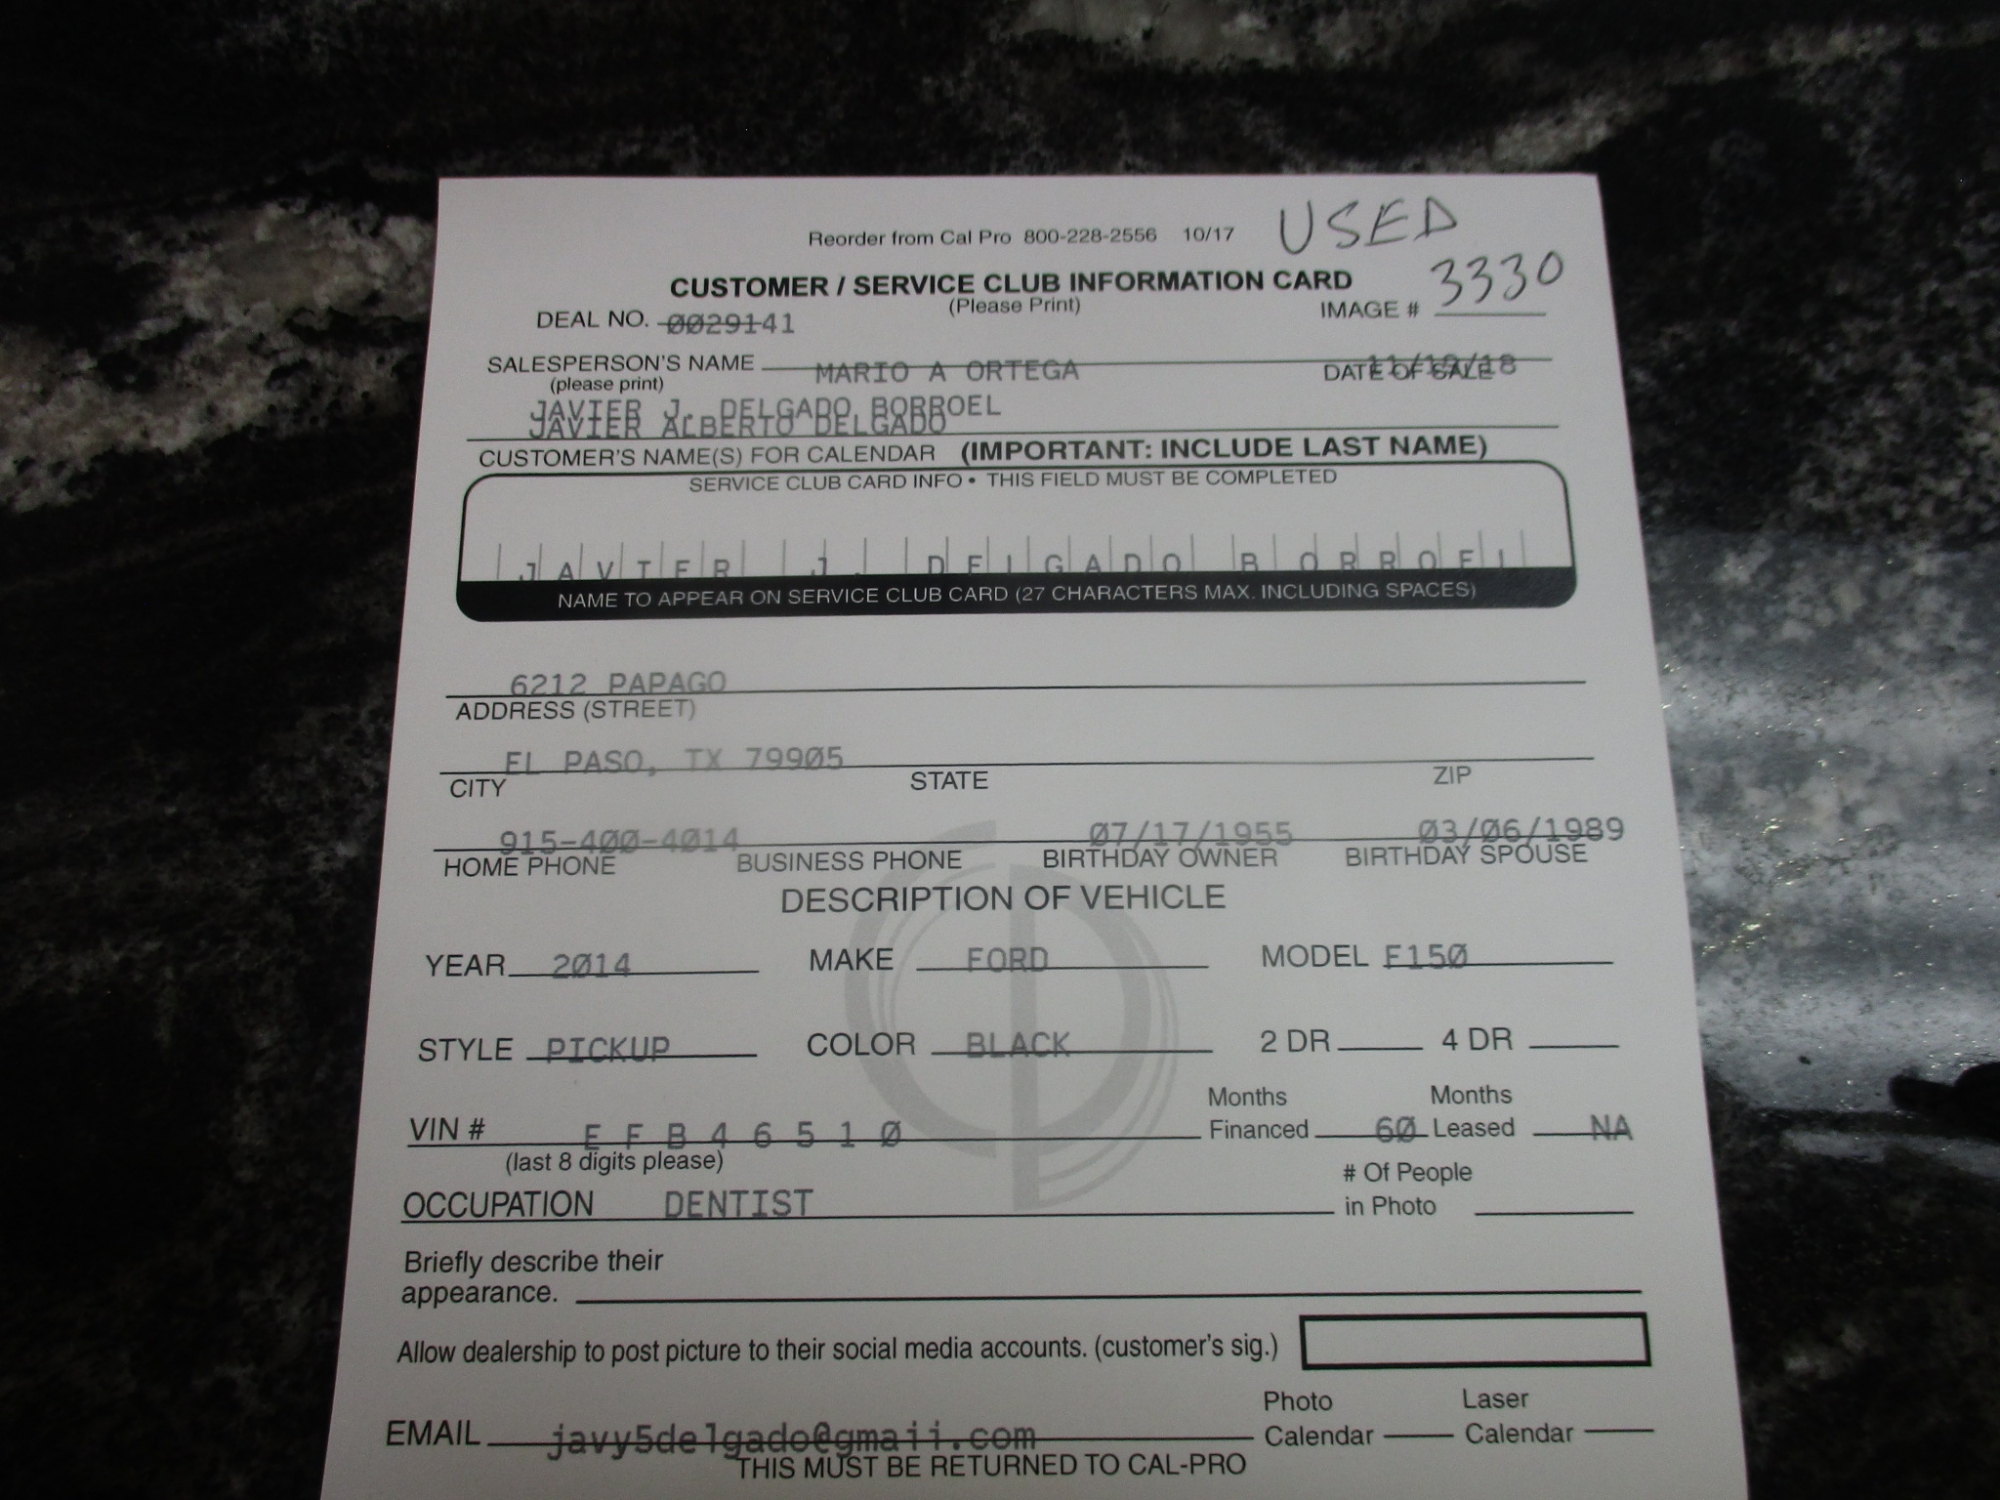 Reorder from Cal Pro 800-228-2556 10/17 USED
CUSTOMER / SERVICE CLUB INFORMATION CARD
(Please Print)
DEAL NO. 0029141 IMAGE # 3330
SALESPERSON'S NAME MARIO A ORTEGA DATE OF SALE
(please print)
JAVIER J. DELGADO BORROEL
JAVIER ALBERTO DELGADO
CUSTOMER'S NAME(S) FOR CALENDAR (IMPORTANT: INCLUDE LAST NAME)
SERVICE CLUB CARD INFO • THIS FIELD MUST BE COMPLETED
JAVIER J. DELGADO BORROEL
NAME TO APPEAR ON SERVICE CLUB CARD (27 CHARACTERS MAX. INCLUDING SPACES)
6212 PAPAGO
ADDRESS (STREET)
EL PASO, TX 79905
CITY STATE ZIP
915-400-4014 07/17/1955 03/06/1989
HOME PHONE BUSINESS PHONE BIRTHDAY OWNER BIRTHDAY SPOUSE
DESCRIPTION OF VEHICLE
YEAR 2014 MAKE FORD MODEL F150
STYLE PICKUP COLOR BLACK 2 DR 4 DR
Months Months
VIN # E F B 4 6 5 1 0 Financed 60 Leased NA
(last 8 digits please)
# Of People
OCCUPATION DENTIST in Photo
Briefly describe their
appearance.
Allow dealership to post picture to their social media accounts. (customer's sig.)
Photo Laser
EMAIL javy5delgado@gmaii.com Calendar Calendar
THIS MUST BE RETURNED TO CAL-PRO